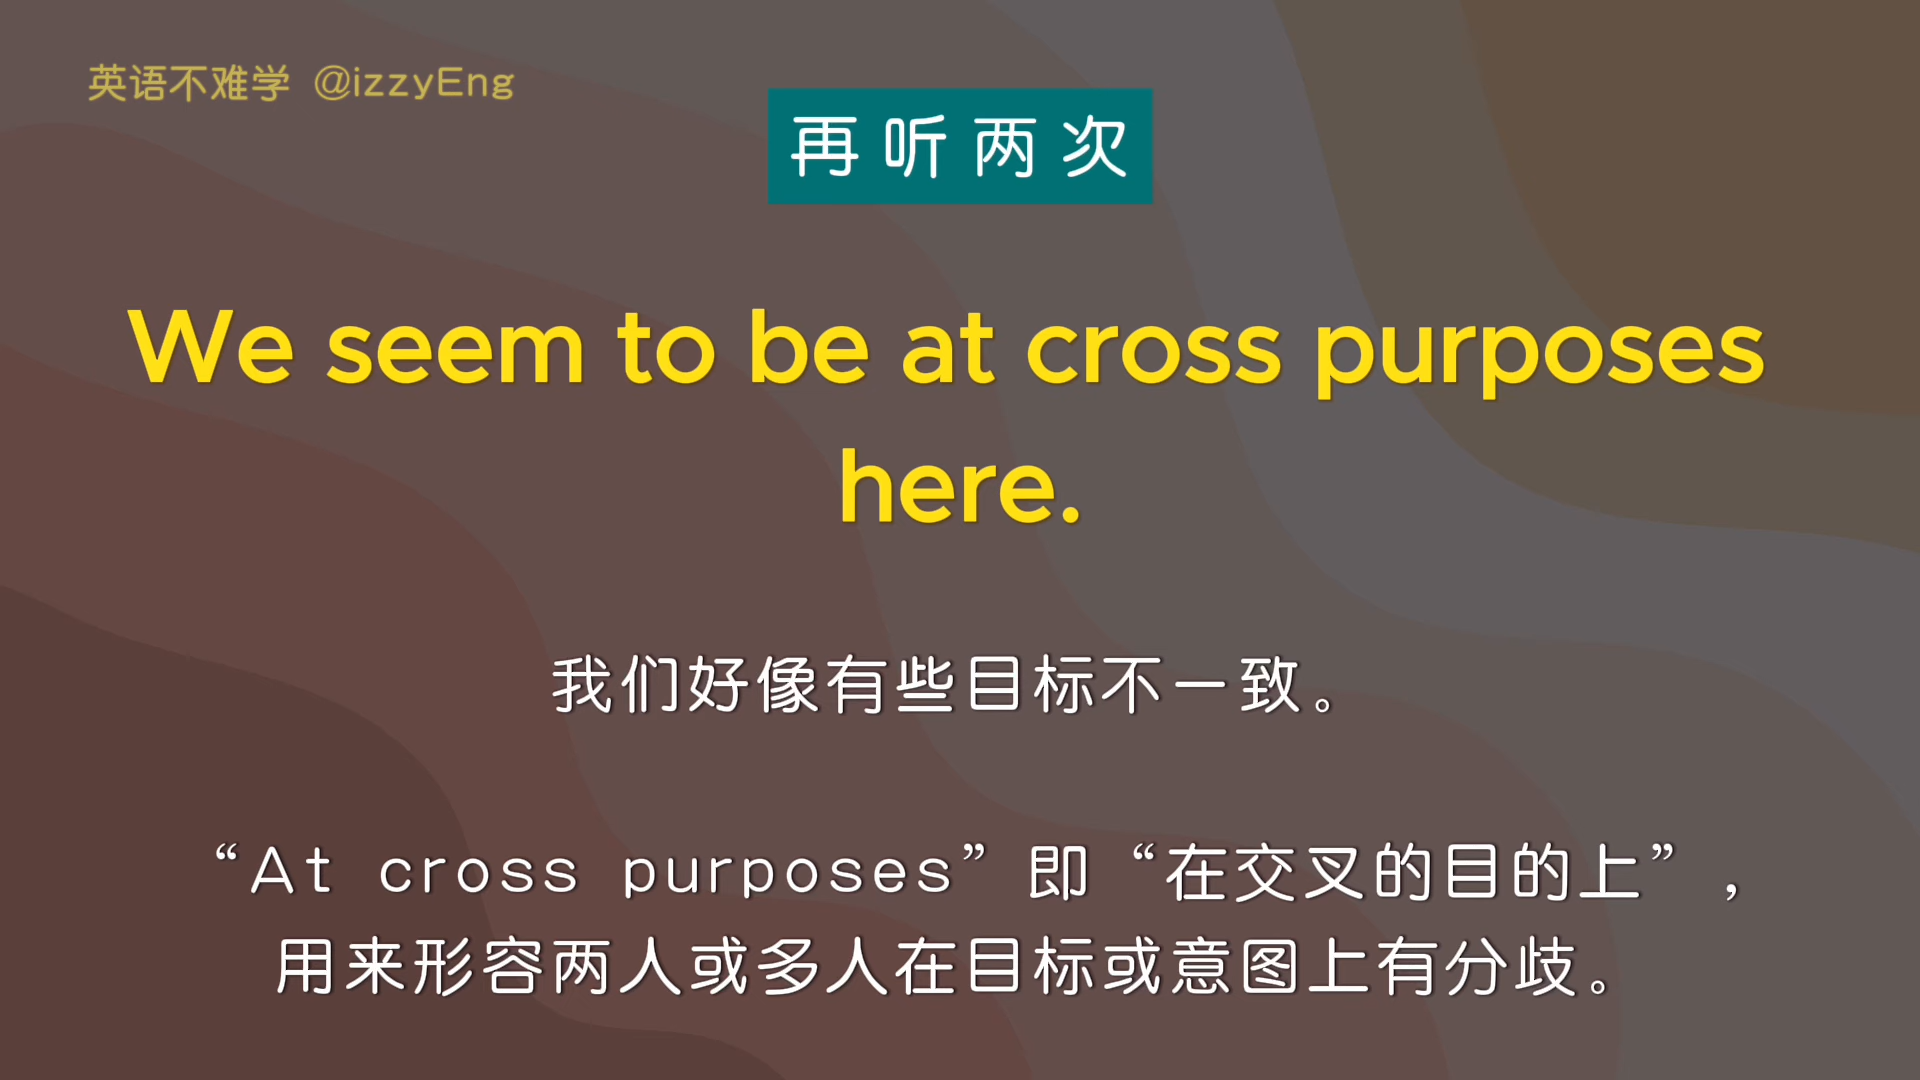 英语不难学 @izzyEng
再听两次
We seem to be at cross purposes
here.
我们好像有些目标不一致。
“At cross purposes”即“在交叉的目的上”,
用来形容两人或多人在目标或意图上有分歧。